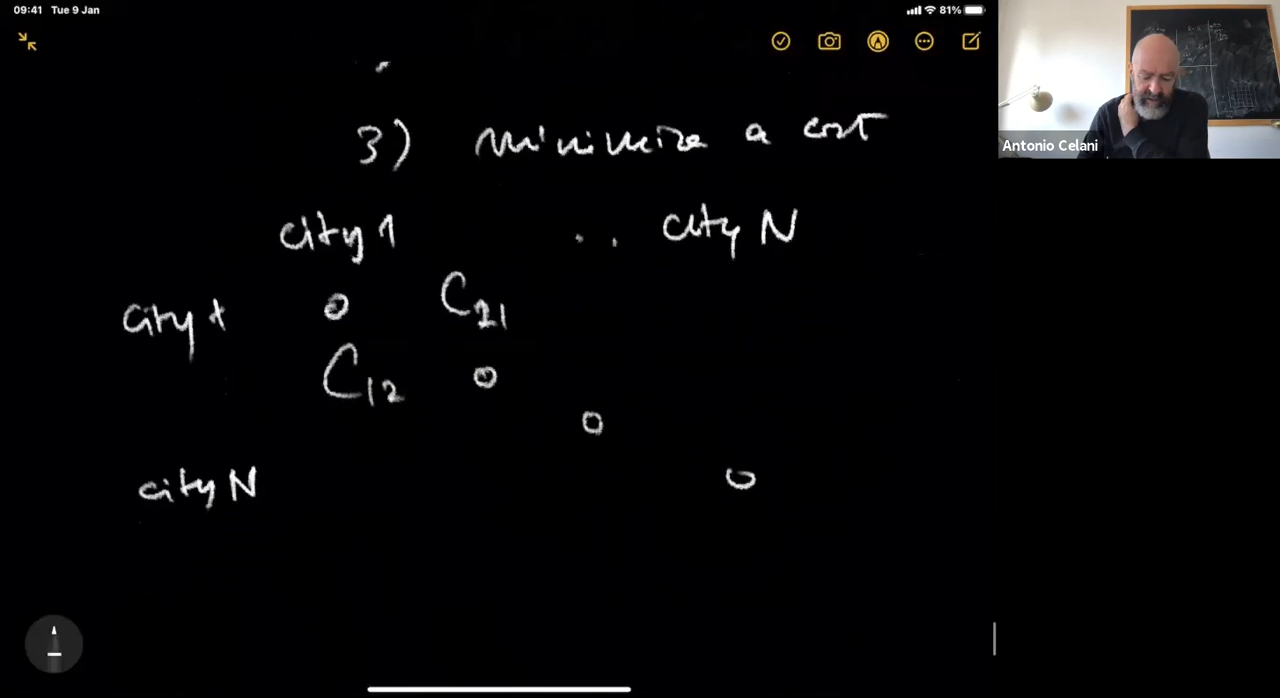 09:41 Tue 9 Jan 81%
Antonio Celani
3) minimize a cost
city 1 .. city N
city 1 0 C21
C12 0
0
city N 0